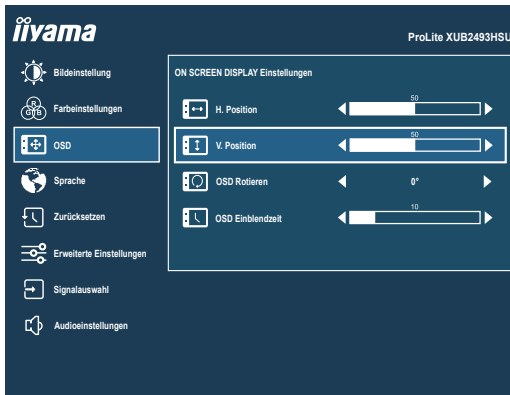 iiyama
ProLite XUB2493HSU
Bildeinstellung
Farbeinstellungen
R
G B
OSD
Sprache
Zurücksetzen
Erweiterte Einstellungen
Signalauswahl
Audioeinstellungen
ON SCREEN DISPLAY Einstellungen
50
H. Position
50
V. Position
OSD Rotieren
0°
10
OSD Einblendzeit